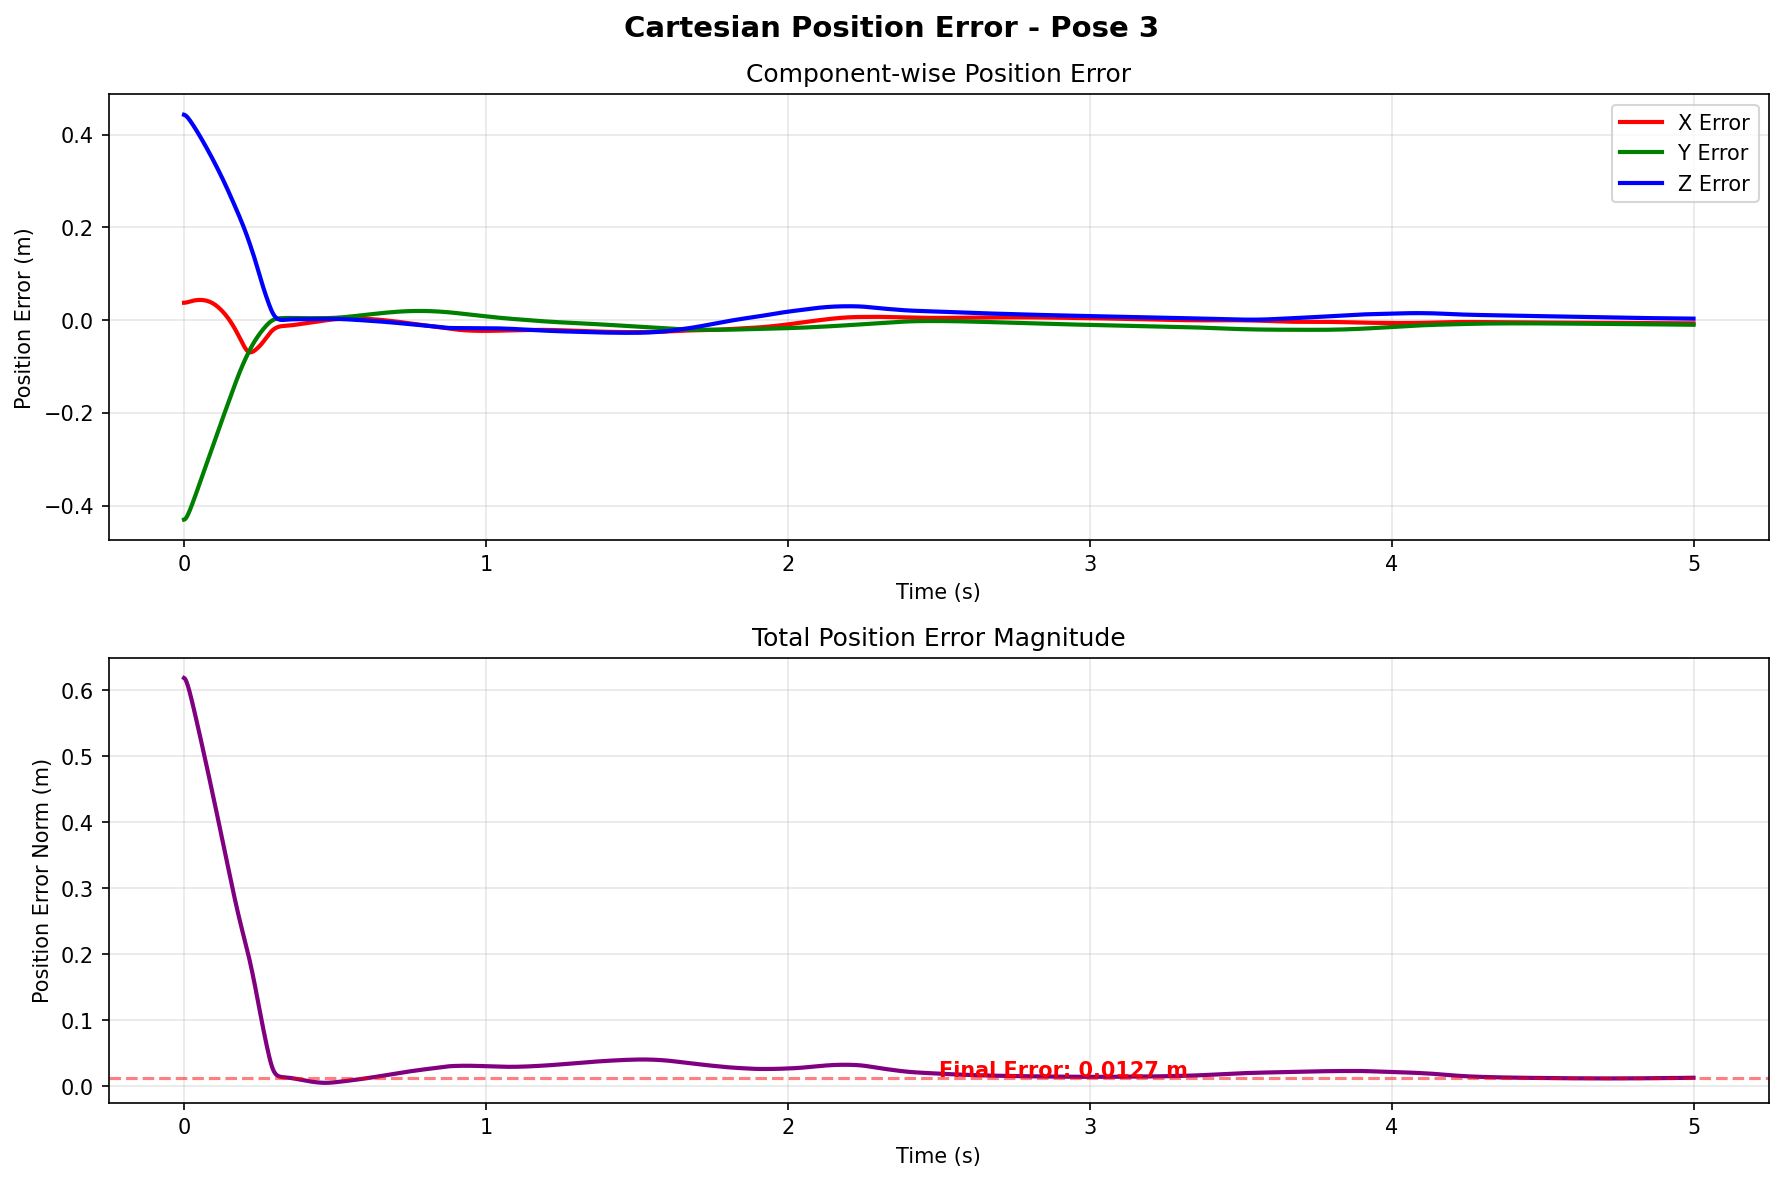 Cartesian Position Error - Pose 3
Component-wise Position Error
Position Error (m)
0.4
0.2
0.0
−0.2
−0.4
X Error
Y Error
Z Error
0 1 2 3 4 5
Time (s)
Total Position Error Magnitude
Position Error Norm (m)
0.6
0.5
0.4
0.3
0.2
0.1
0.0
Final Error: 0.0127 m
0 1 2 3 4 5
Time (s)